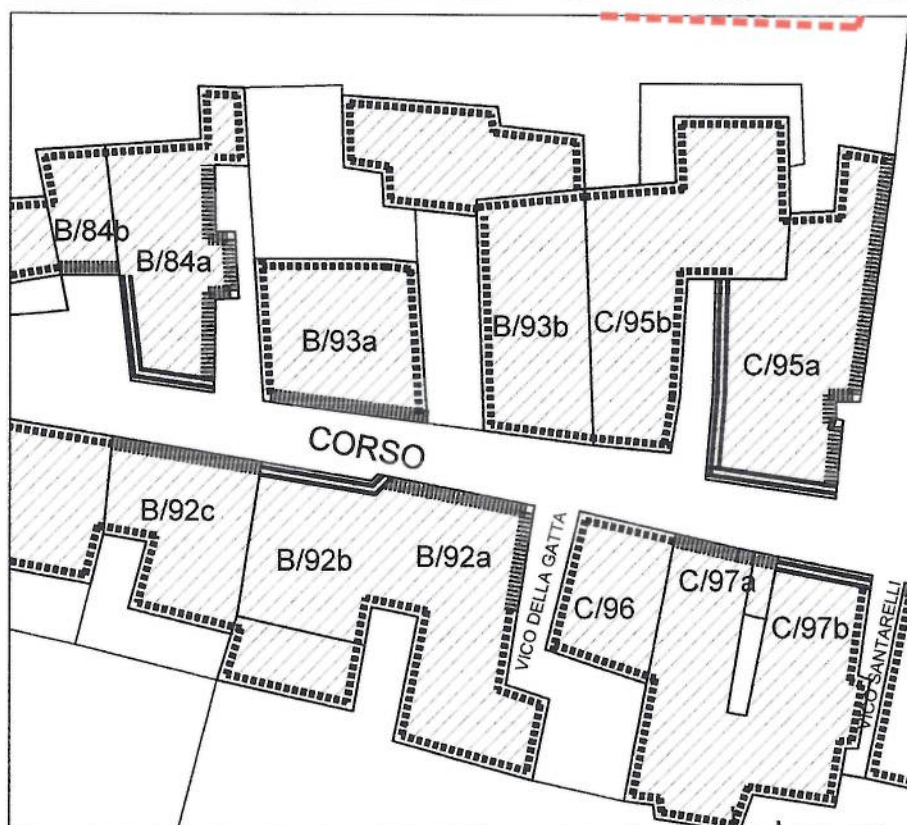 B/84b
B/84a
B/93a
B/93b
C/95b
C/95a
CORSO
B/92c
B/92b
B/92a
VICO DELLA GATTA
C/96
C/97a
C/97b
VICO SANTARELLI